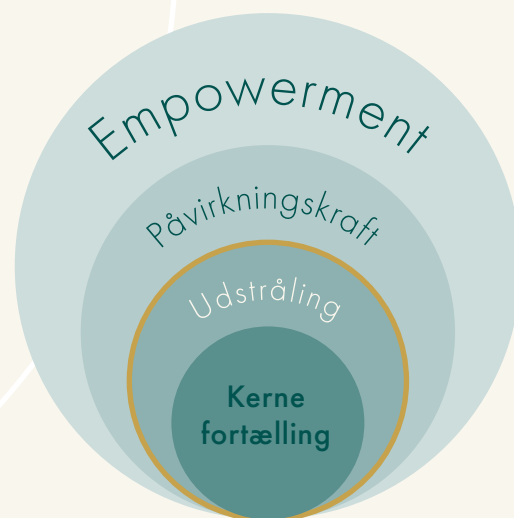 Empowerment
Påvirkningskraft
Udstråling
Kerne
fortælling